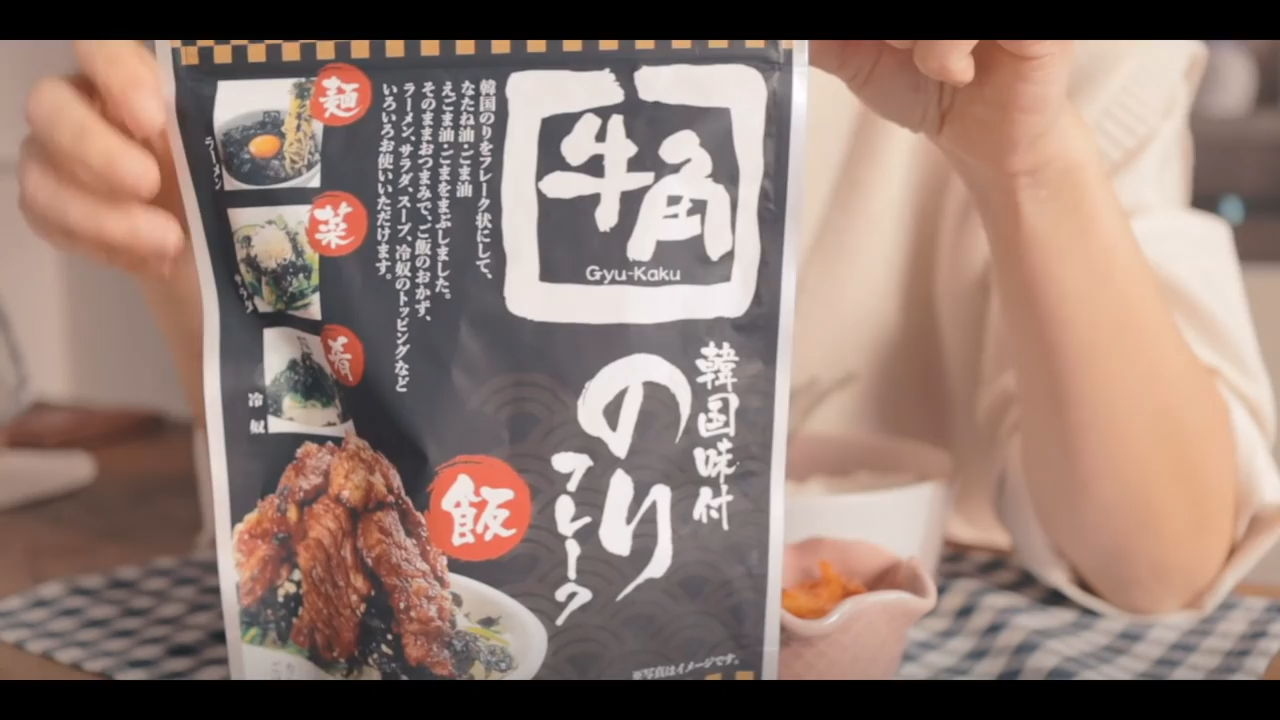 牛角
Gyu-Kaku
韓国味付
のり
フレーク
韓国のりをフレーク状にして、
なたね油・ごま油
えごま油・ごまをまぶしました。
そのままおつまみで、ご飯のおかず、
ラーメン、サラダ、スープ、冷奴のトッピングなど
いろいろお使いいただけます。
麺
ラーメン
菜
サラダ
肴
冷奴
飯
※写真はイメージです。